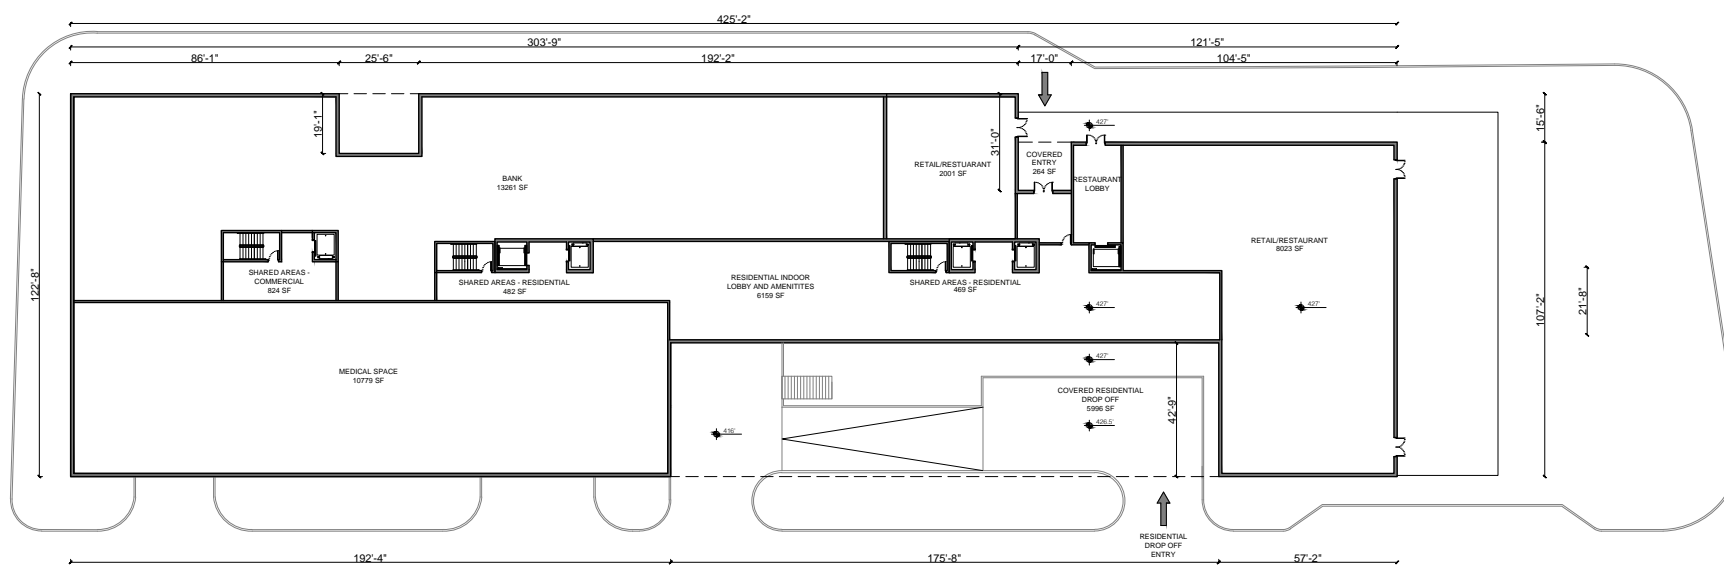 425'-2"
303'-9"
121'-5"
86'-1"
25'-6"
192'-2"
17'-0"
104'-5"
19'-1"
31'-0"
15'-6"
427'
COVERED
ENTRY
264 SF
RETAIL/RESTUARANT
2001 SF
BANK
13261 SF
RESTAURANT
LOBBY
RETAIL/RESTAURANT
8023 SF
122'-8"
SHARED AREAS -
COMMERCIAL
824 SF
SHARED AREAS - RESIDENTIAL
482 SF
RESIDENTIAL INDOOR
LOBBY AND AMENITITES
6159 SF
SHARED AREAS - RESIDENTIAL
469 SF
427'
427'
107'-2"
21'-8"
MEDICAL SPACE
10779 SF
427'
COVERED RESIDENTIAL
DROP OFF
5996 SF
42'-9"
426.5'
416'
RESIDENTIAL
DROP OFF
ENTRY
192'-4"
175'-8"
57'-2"